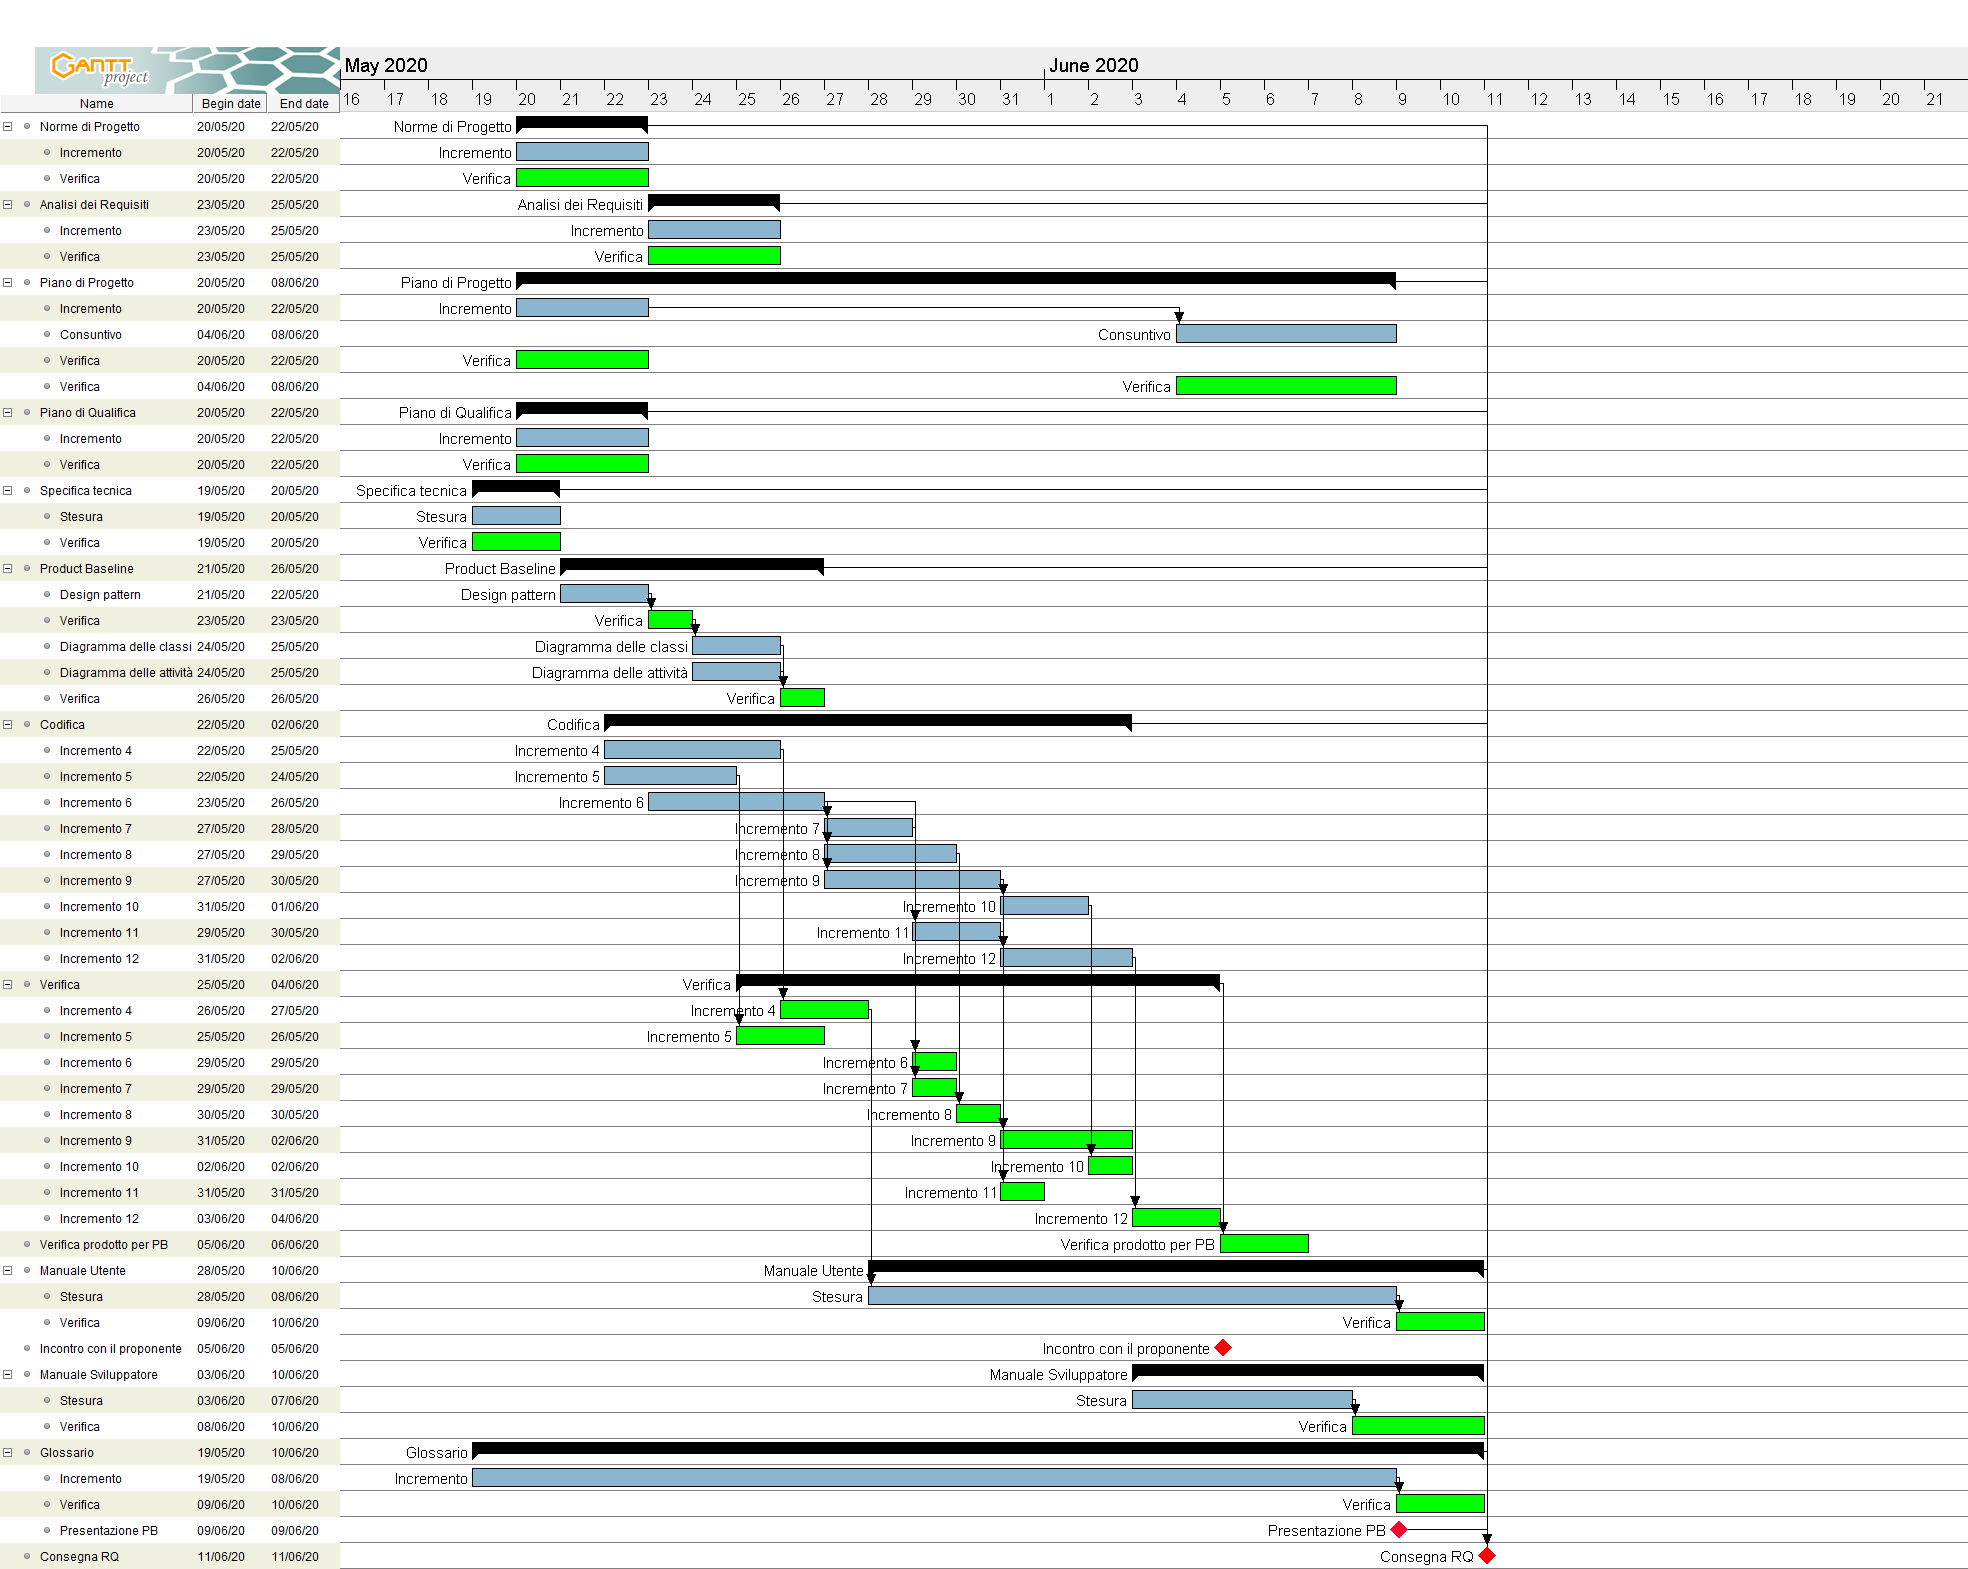 GANTT
project
May 2020
June 2020
Name Begin date End date 16 17 18 19 20 21 22 23 24 25 26 27 28 29 30 31 1 2 3 4 5 6 7 8 9 10 11 12 13 14 15 16 17 18 19 20 21
Norme di Progetto 20/05/20 22/05/20 Norme di Progetto
Incremento 20/05/20 22/05/20 Incremento
Verifica 20/05/20 22/05/20 Verifica
Analisi dei Requisiti 23/05/20 25/05/20 Analisi dei Requisiti
Incremento 23/05/20 25/05/20 Incremento
Verifica 23/05/20 25/05/20 Verifica
Piano di Progetto 20/05/20 08/06/20 Piano di Progetto
Incremento 20/05/20 22/05/20 Incremento
Consuntivo 04/06/20 08/06/20 Consuntivo
Verifica 20/05/20 22/05/20 Verifica
Verifica 04/06/20 08/06/20 Verifica
Piano di Qualifica 20/05/20 22/05/20 Piano di Qualifica
Incremento 20/05/20 22/05/20 Incremento
Verifica 20/05/20 22/05/20 Verifica
Specifica tecnica 19/05/20 20/05/20 Specifica tecnica
Stesura 19/05/20 20/05/20 Stesura
Verifica 19/05/20 20/05/20 Verifica
Product Baseline 21/05/20 26/05/20 Product Baseline
Design pattern 21/05/20 22/05/20 Design pattern
Verifica 23/05/20 23/05/20 Verifica
Diagramma delle classi 24/05/20 25/05/20 Diagramma delle classi
Diagramma delle attività 24/05/20 25/05/20 Diagramma delle attività
Verifica 26/05/20 26/05/20 Verifica
Codifica 22/05/20 02/06/20 Codifica
Incremento 4 22/05/20 25/05/20 Incremento 4
Incremento 5 22/05/20 24/05/20 Incremento 5
Incremento 6 23/05/20 26/05/20 Incremento 6
Incremento 7 27/05/20 28/05/20 Incremento 7
Incremento 8 27/05/20 29/05/20 Incremento 8
Incremento 9 27/05/20 30/05/20 Incremento 9
Incremento 10 31/05/20 01/06/20 Incremento 10
Incremento 11 29/05/20 30/05/20 Incremento 11
Incremento 12 31/05/20 02/06/20 Incremento 12
Verifica 25/05/20 04/06/20 Verifica
Incremento 4 26/05/20 27/05/20 Incremento 4
Incremento 5 25/05/20 26/05/20 Incremento 5
Incremento 6 29/05/20 29/05/20 Incremento 6
Incremento 7 29/05/20 29/05/20 Incremento 7
Incremento 8 30/05/20 30/05/20 Incremento 8
Incremento 9 31/05/20 02/06/20 Incremento 9
Incremento 10 02/06/20 02/06/20 Incremento 10
Incremento 11 31/05/20 31/05/20 Incremento 11
Incremento 12 03/06/20 04/06/20 Incremento 12
Verifica prodotto per PB 05/06/20 06/06/20 Verifica prodotto per PB
Manuale Utente 28/05/20 10/06/20 Manuale Utente
Stesura 28/05/20 08/06/20 Stesura
Verifica 09/06/20 10/06/20 Verifica
Incontro con il proponente 05/06/20 05/06/20 Incontro con il proponente
Manuale Sviluppatore 03/06/20 10/06/20 Manuale Sviluppatore
Stesura 03/06/20 07/06/20 Stesura
Verifica 08/06/20 10/06/20 Verifica
Glossario 19/05/20 10/06/20 Glossario
Incremento 19/05/20 08/06/20 Incremento
Verifica 09/06/20 10/06/20 Verifica
Presentazione PB 09/06/20 09/06/20 Presentazione PB
Consegna RQ 11/06/20 11/06/20 Consegna RQ